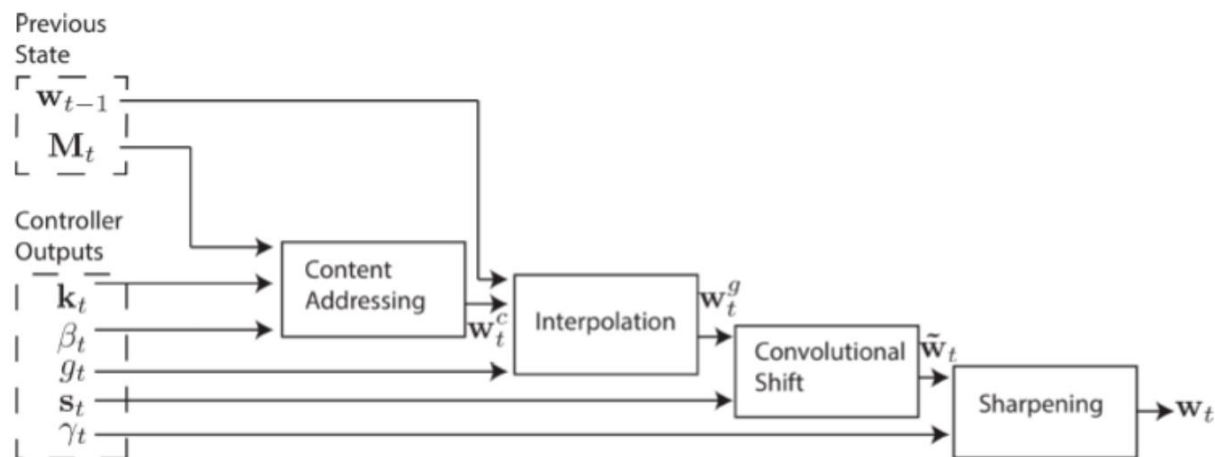 Previous
State
w_{t−1}
M_t
Controller
Outputs
k_t
β_t
g_t
s_t
γ_t
Content
Addressing
w_t^c
Interpolation
w_t^g
Convolutional
Shift
w̃_t
Sharpening
w_t